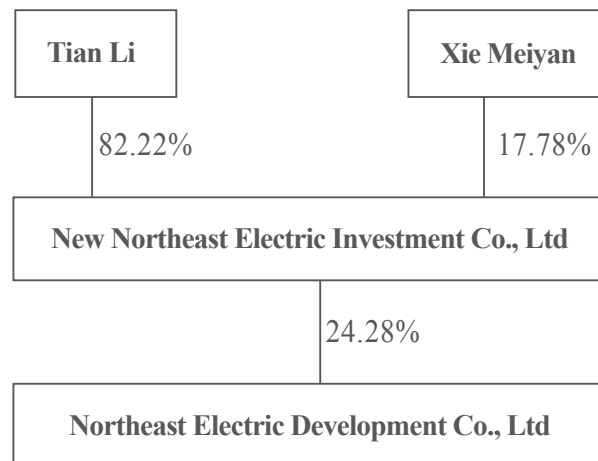 Tian Li
Xie Meiyan
82.22%
17.78%
New Northeast Electric Investment Co., Ltd
24.28%
Northeast Electric Development Co., Ltd